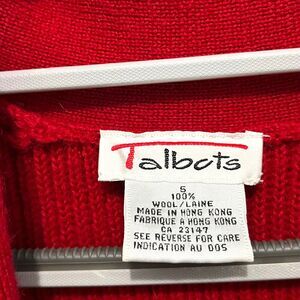 Talbots
S
100%
WOOL/LAINE
MADE IN HONG KONG
FABRIQUE A HONG KONG
CA 23147
SEE REVERSE FOR CARE
INDICATION AU DOS